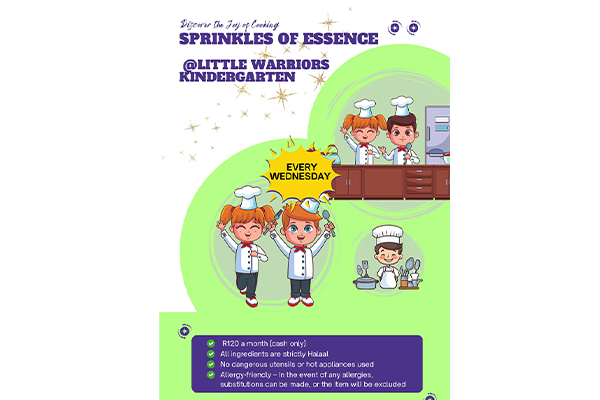 Discover the Joy of Cooking
SPRINKLES OF ESSENCE
@LITTLE WARRIORS
KINDERGARTEN
EVERY
WEDNESDAY
R120 a month (cash only)
All ingredients are strictly Halaal
No dangerous utensils or hot appliances used
Allergy-friendly – In the event of any allergies,
substitutions can be made, or the item will be excluded